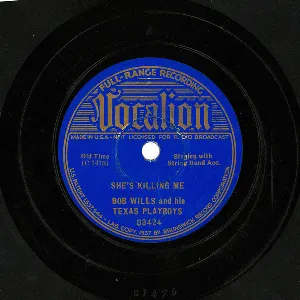 FULL-RANGE RECORDING
Vocalion
MADE IN U.S.A. - NOT LICENSED FOR RADIO BROADCAST
Old Time
Singing with
String Band Acc.
SHE'S KILLING ME
BOB WILLS and his
TEXAS PLAYBOYS
03424